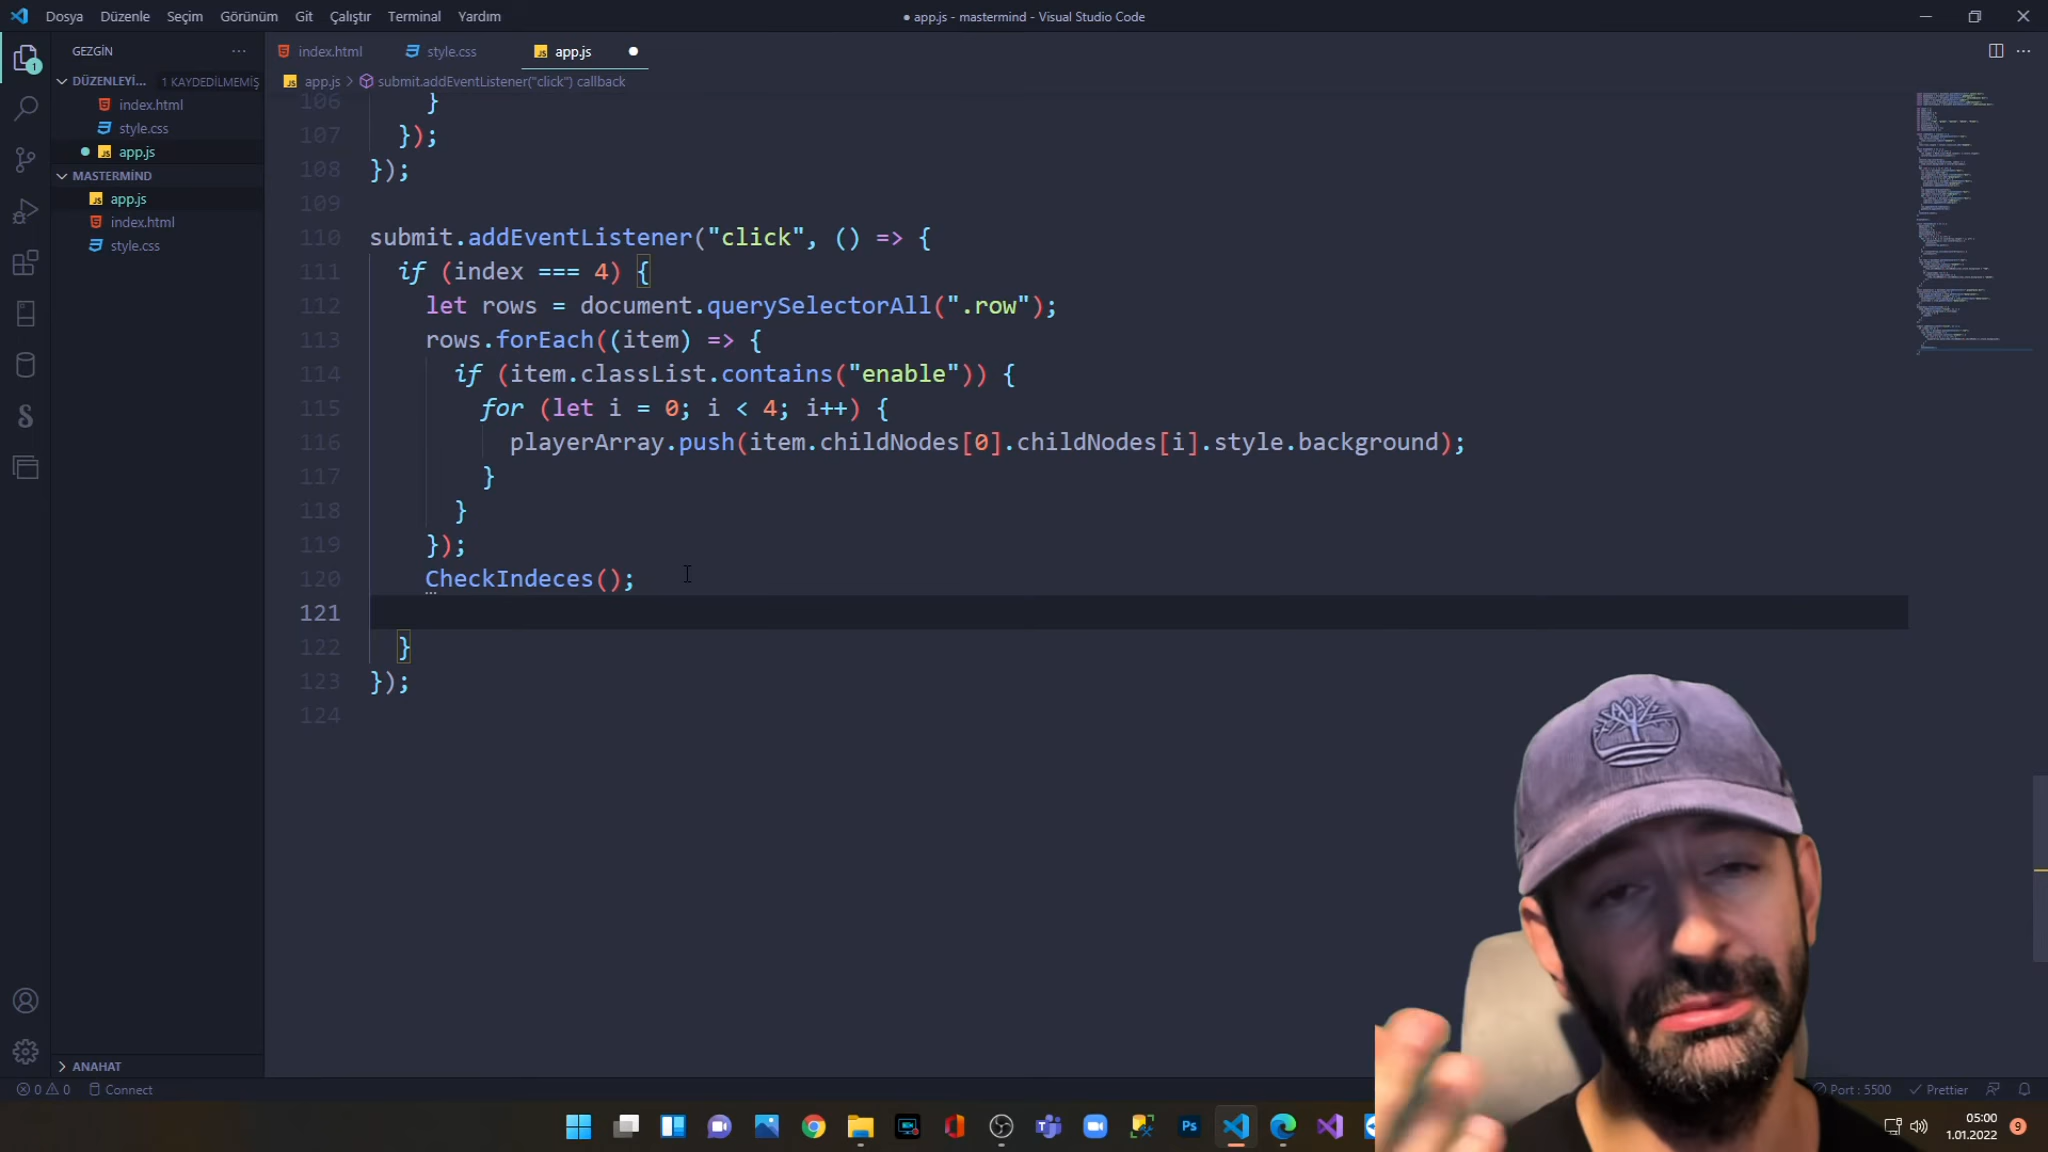 Dosya Düzenle Seçim Görünüm Git Çalıştır Terminal Yardım
● app.js - mastermind - Visual Studio Code
GEZGİN ···
index.html style.css app.js ●
DÜZENLEYİ... 1 KAYDEDİLMEMİŞ
app.js > submit.addEventListener("click") callback
index.html
style.css
app.js
MASTERMİND
app.js
index.html
style.css
ANAHAT
106 }
107 });
108 });
109
110 submit.addEventListener("click", () => {
111 if (index === 4) {
112 let rows = document.querySelectorAll(".row");
113 rows.forEach((item) => {
114 if (item.classList.contains("enable")) {
115 for (let i = 0; i < 4; i++) {
116 playerArray.push(item.childNodes[0].childNodes[i].style.background);
117 }
118 }
119 });
120 CheckIndeces();
121
122 }
123 });
124
1
0 0 Connect
Port : 5500 Prettier
Ps
05:00
1.01.2022
9